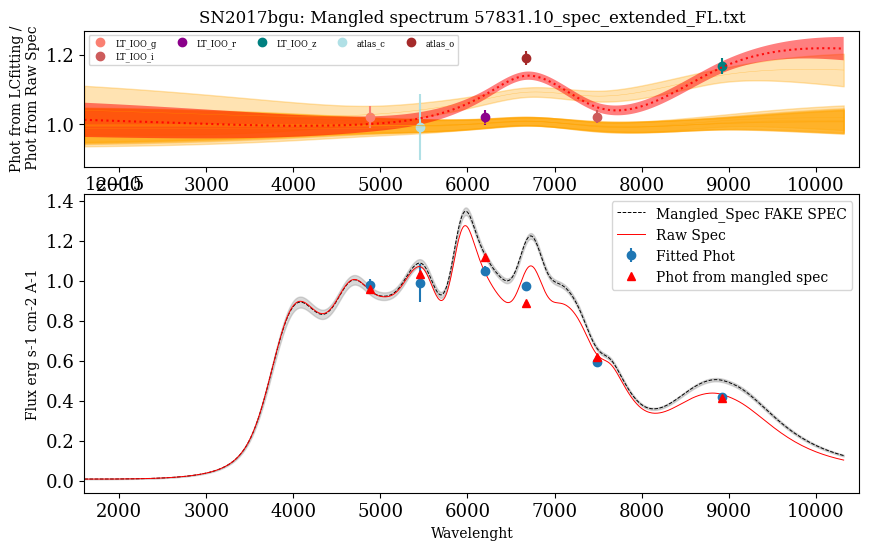 SN2017bgu: Mangled spectrum 57831.10_spec_extended_FL.txt
Phot from LCfitting /
Phot from Raw Spec
1.2
1.0
LT_IOO_g LT_IOO_r LT_IOO_z atlas_c atlas_o
LT_IOO_i
2000 3000 4000 5000 6000 7000 8000 9000 10000
1e−15
Flux erg s-1 cm-2 A-1
1.4
1.2
1.0
0.8
0.6
0.4
0.2
0.0
Mangled_Spec FAKE SPEC
Raw Spec
Fitted Phot
Phot from mangled spec
2000 3000 4000 5000 6000 7000 8000 9000 10000
Wavelenght